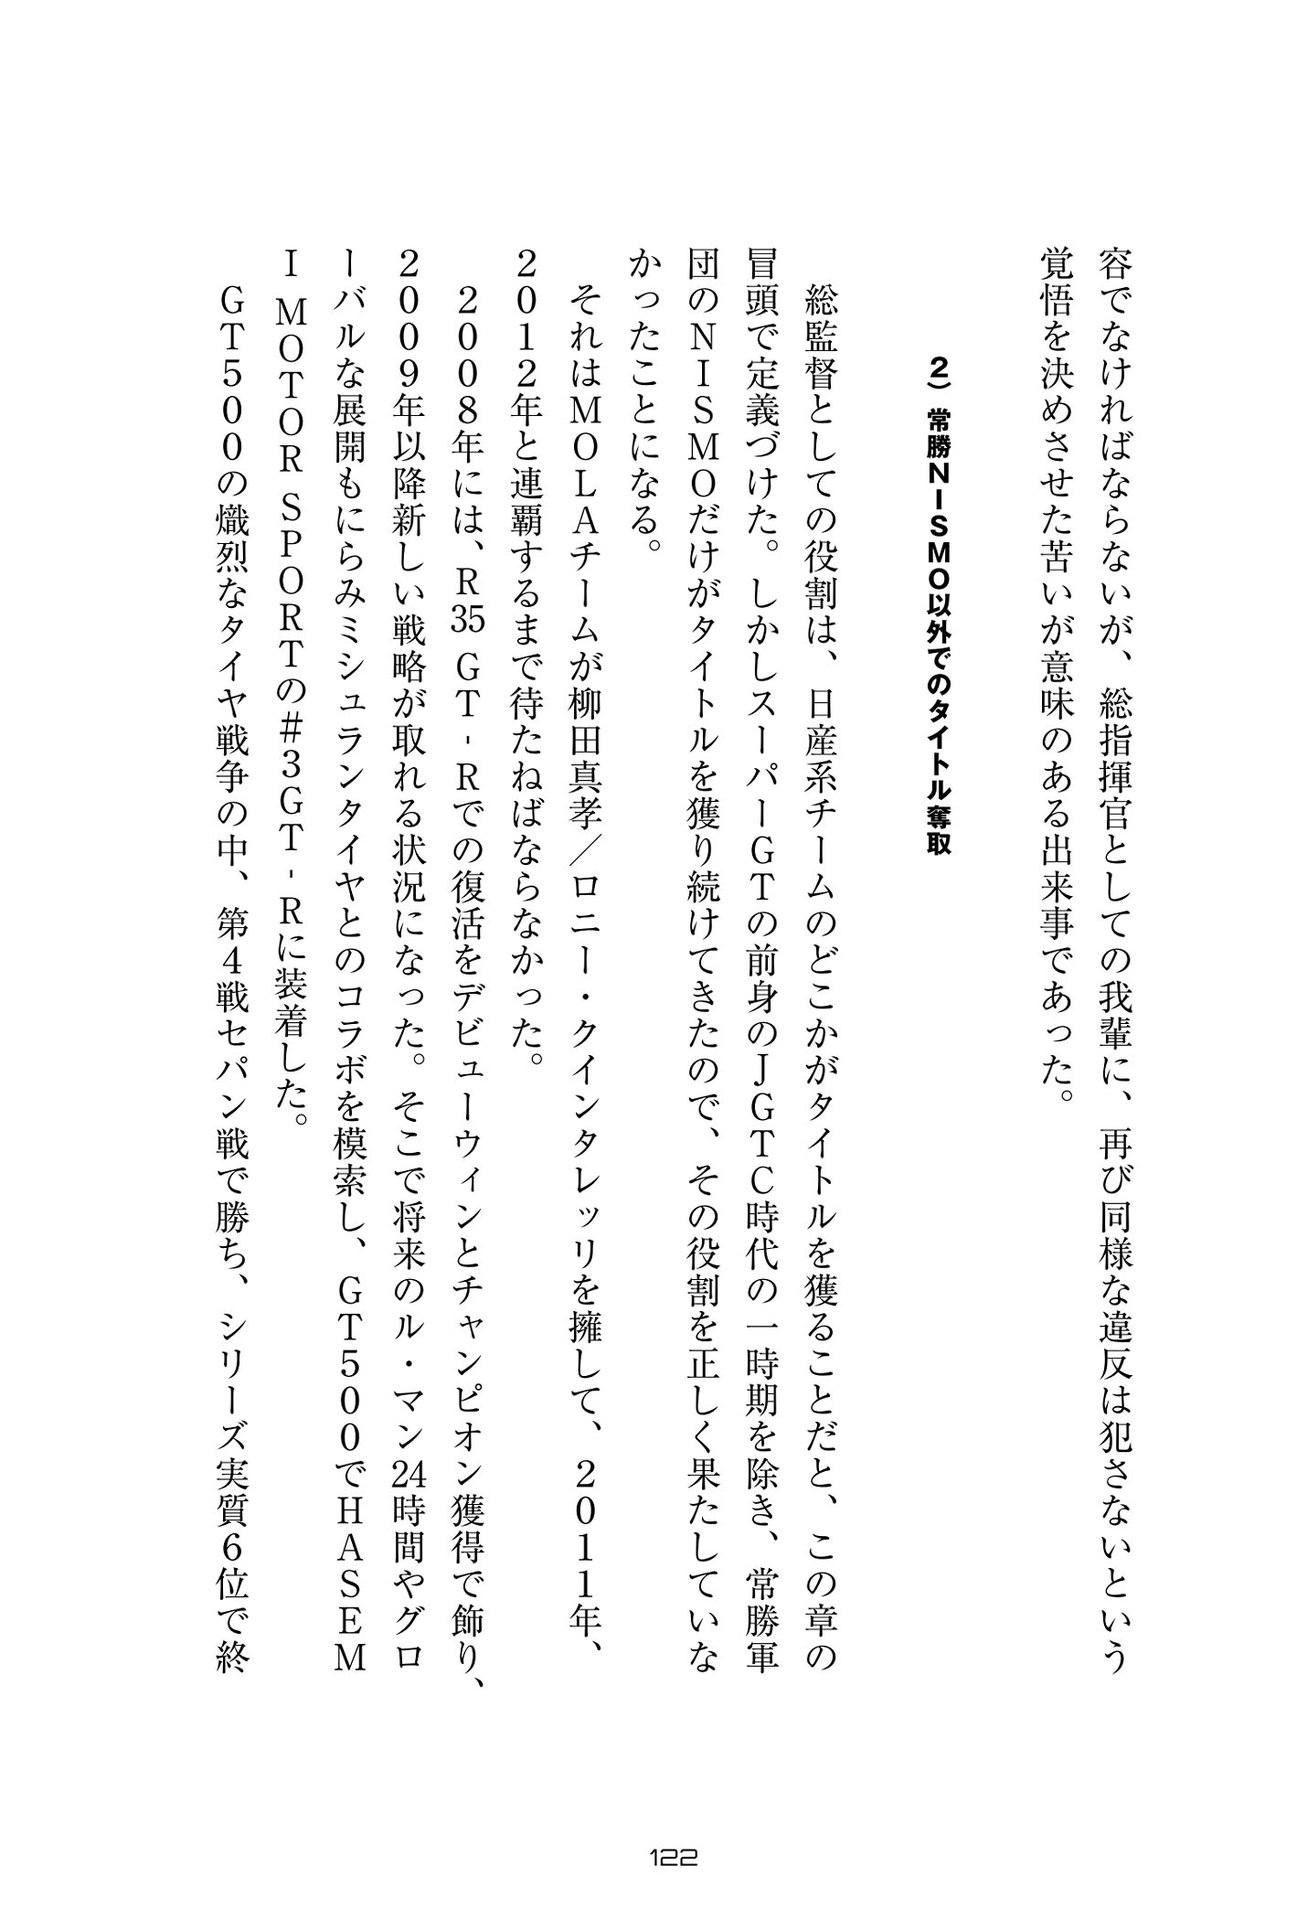 容でなければならないが、総指揮官としての我輩に、再び同様な違反は犯さないという
覚悟を決めさせた苦いが意味のある出来事であった。
2）常勝NISMO以外でのタイトル奪取
総監督としての役割は、日産系チームのどこかがタイトルを獲ることだと、この章の
冒頭で定義づけた。しかしスーパーGTの前身のJGTC時代の一時期を除き、常勝軍
団のNISMOだけがタイトルを獲り続けてきたので、その役割を正しく果たしていな
かったことになる。
それはMOLAチームが柳田真孝／ロニー・クインタレッリを擁して、2011年、
2012年と連覇するまで待たねばならなかった。
2008年には、R35 GT-Rでの復活をデビューウィンとチャンピオン獲得で飾り、
2009年以降新しい戦略が取れる状況になった。そこで将来のル・マン24時間やグロ
ーバルな展開もにらみミシュランタイヤとのコラボを模索し、GT500でHASEM
I MOTOR SPORTの#3GT-Rに装着した。
GT500の熾烈なタイヤ戦争の中、第4戦セパン戦で勝ち、シリーズ実質6位で終
122